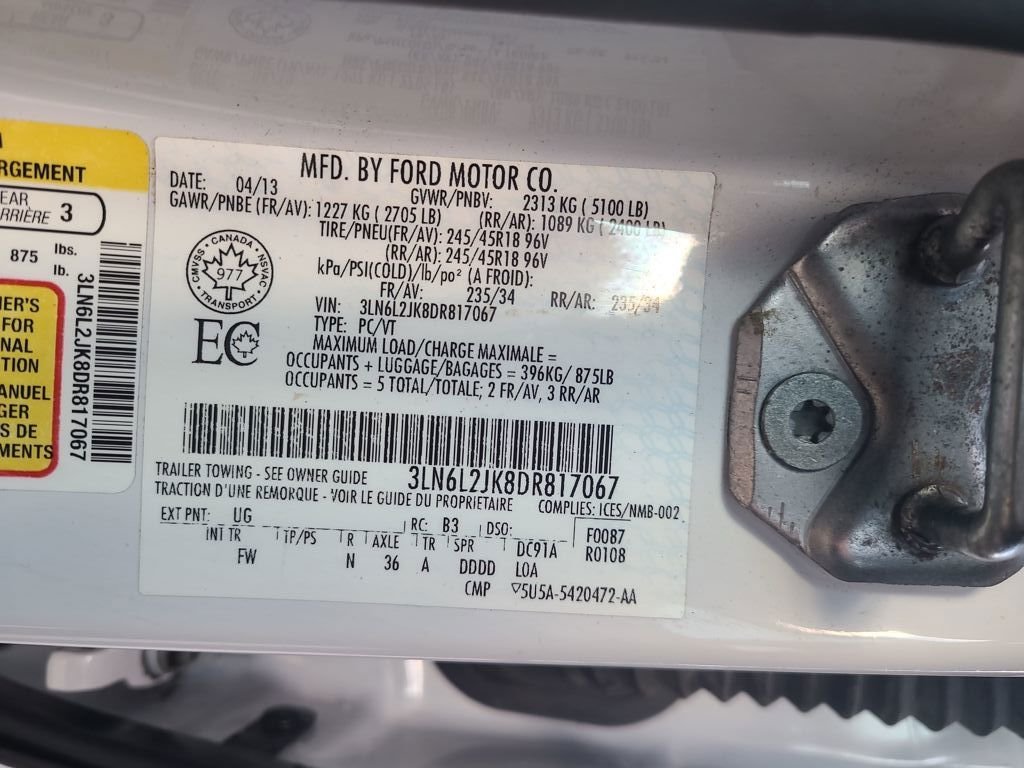 RGEMENT
EAR
RRIÈRE 3
875 lbs.
lb.
3LN6L2JK8DR817067
ER'S
FOR
NAL
TION
ANUEL
GER
S DE
MENTS
MFD. BY FORD MOTOR CO.
DATE: 04/13 GVWR/PNBV: 2313 KG ( 5100 LB)
GAWR/PNBE (FR/AV): 1227 KG ( 2705 LB) (RR/AR): 1089 KG ( 2400 LB)
TIRE/PNEU(FR/AV): 245/45R18 96V
(RR/AR): 245/45R18 96V
kPa/PSI(COLD)/lb/po² (A FROID):
FR/AV: 235/34 RR/AR: 235/34
VIN: 3LN6L2JK8DR817067
TYPE: PC/VT
MAXIMUM LOAD/CHARGE MAXIMALE =
OCCUPANTS + LUGGAGE/BAGAGES = 396KG/ 875LB
OCCUPANTS = 5 TOTAL/TOTALE; 2 FR/AV, 3 RR/AR
CANADA
CMVSS NSVAC
977
TRANSPORT
EC
TRAILER TOWING - SEE OWNER GUIDE 3LN6L2JK8DR817067
TRACTION D'UNE REMORQUE - VOIR LE GUIDE DU PROPRIETAIRE COMPLIES: ICES/NMB-002
EXT PNT: UG RC: B3 DSO: F0087
INT TR TP/PS R AXLE TR SPR DC91A R0108
FW N 36 A DDDD LOA
CMP ▽5U5A-5420472-AA